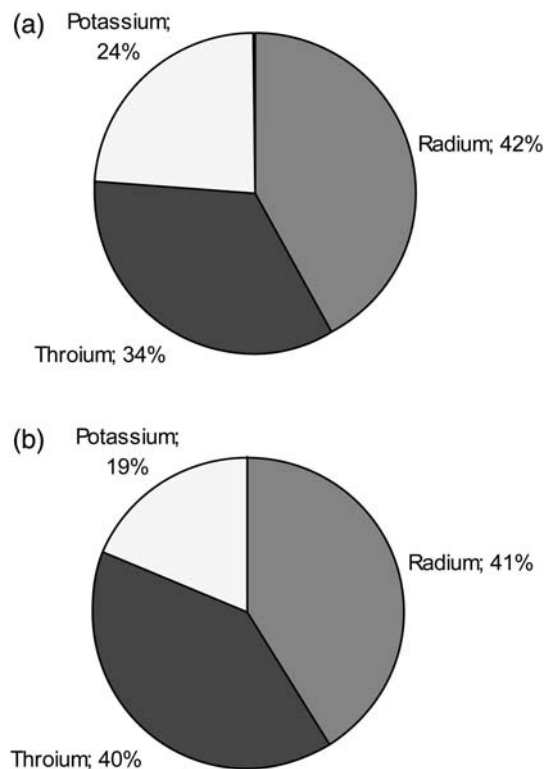 (a)
Potassium;
24%
Radium; 42%
Throium; 34%
(b)
Potassium;
19%
Radium; 41%
Throium; 40%